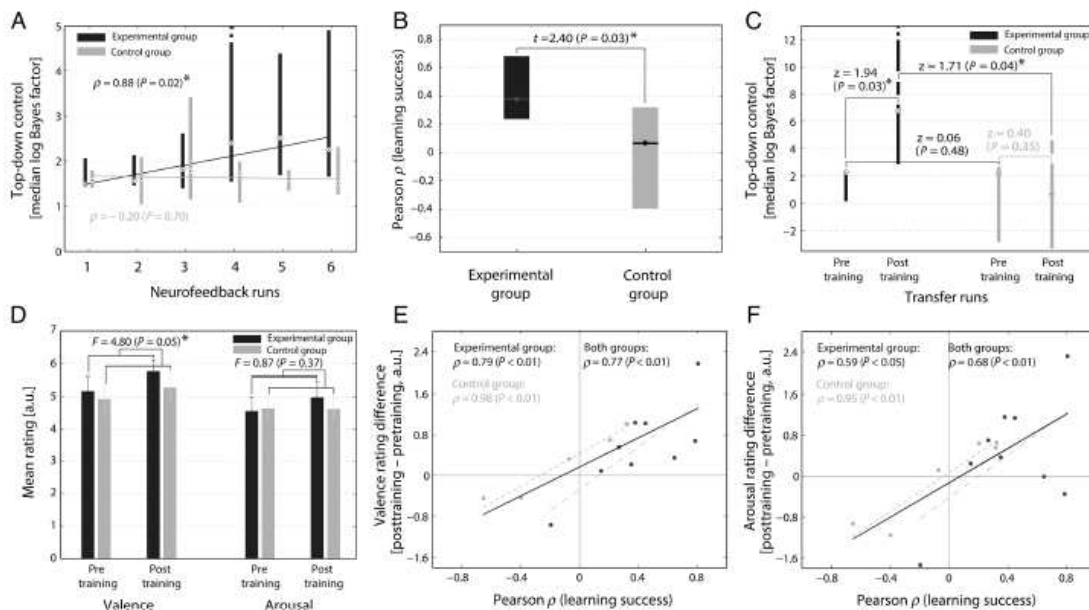 A
Top-down control
[median log Bayes factor]
5
4
3
2
1
0
Experimental group
Control group
ρ = 0.88 (P = 0.02)*
ρ = − 0.20 (P = 0.70)
1 2 3 4 5 6
Neurofeedback runs
B
Pearson ρ (learning success)
0.8
0.6
0.4
0.2
0
−0.2
−0.4
−0.6
t=2.40 (P = 0.03)*
Experimental
group
Control
group
C
Top-down control
[median log Bayes factor]
12
10
8
6
4
2
0
−2
Experimental group
Control group
z = 1.94
(P = 0.03)*
z = 1.71 (P = 0.04)*
z = 0.06
(P = 0.48)
z = 0.40
(P = 0.35)
Pre
training
Post
training
Pre
training
Post
training
Transfer runs
D
Mean rating [a.u.]
7
6
5
4
3
2
1
0
F = 4.80 (P = 0.05)*
Experimental group
Control group
F = 0.87 (P = 0.37)
Pre
training
Post
training
Pre
training
Post
training
Valence
Arousal
E
Valence rating difference
[posttraining − pretraining, a.u.]
2.4
1.6
0.8
0
−0.8
−1.6
Experimental group:
ρ = 0.79 (P < 0.01)
Control group:
ρ = 0.98 (P < 0.01)
Both groups:
ρ = 0.77 (P < 0.01)
−0.8 −0.4 0 0.4 0.8
Pearson ρ (learning success)
F
Arousal rating difference
[posttraining − pretraining, a.u.]
2.4
1.6
0.8
0
−0.8
−1.6
Experimental group:
ρ = 0.59 (P < 0.05)
Control group:
ρ = 0.95 (P < 0.01)
Both groups:
ρ = 0.68 (P < 0.01)
−0.8 −0.4 0 0.4 0.8
Pearson ρ (learning success)